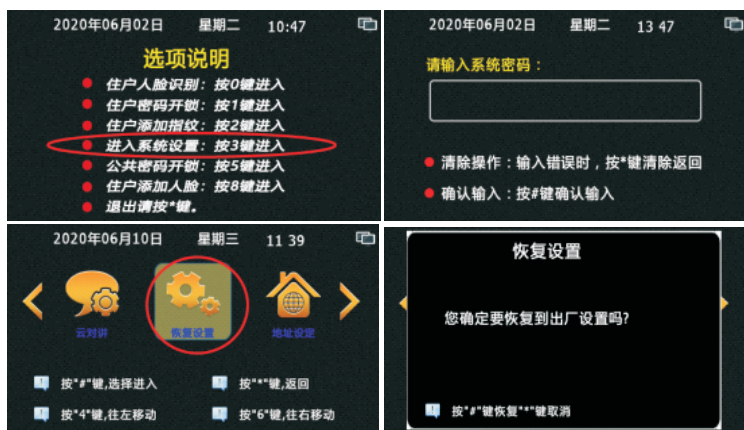 2020年06月02日 星期二 10:47
选项说明
住户人脸识别：按0键进入
住户密码开锁：按1键进入
住户添加指纹：按2键进入
进入系统设置：按3键进入
公共密码开锁：按5键进入
住户添加人脸：按8键进入
退出请按*键。
2020年06月02日 星期二 13 47
请输入系统密码：
清除操作：输入错误时，按*键清除返回
确认输入：按#键确认输入
2020年06月10日 星期三 11 39
云对讲 恢复设置 地址设定
按"#"键,选择进入 按"*"键,返回
按"4"键,往左移动 按"6"键,往右移动
恢复设置
您确定要恢复到出厂设置吗?
按"#"键恢复"*"键取消